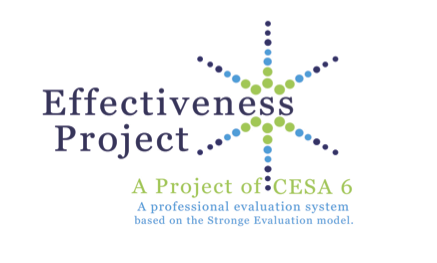 Effectiveness
Project
A Project of CESA 6
A professional evaluation system
based on the Stronge Evaluation model.